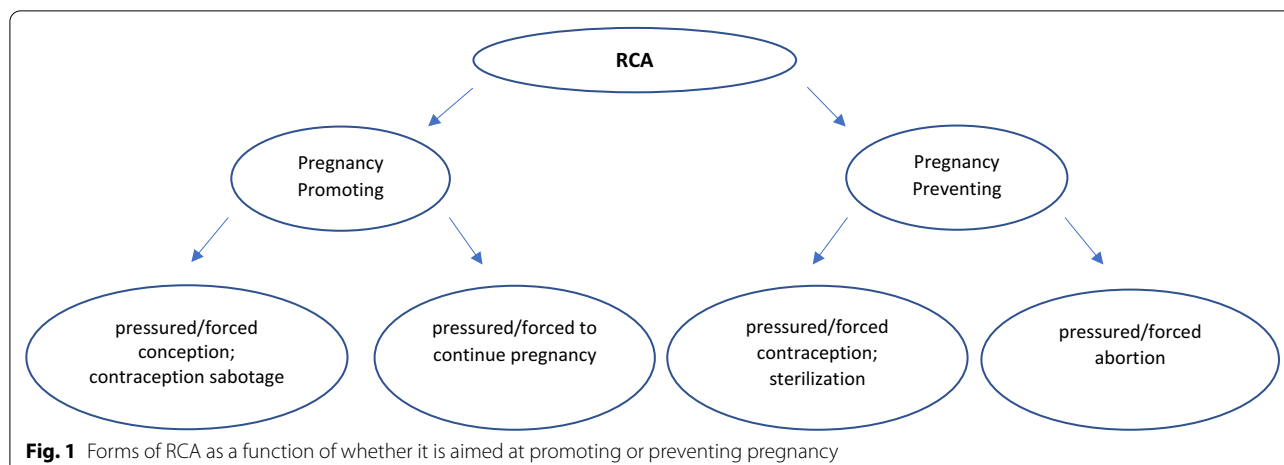 RCA
Pregnancy
Promoting
Pregnancy
Preventing
pressured/forced
conception;
contraception sabotage
pressured/forced to
continue pregnancy
pressured/forced
contraception;
sterilization
pressured/forced
abortion
Fig. 1 Forms of RCA as a function of whether it is aimed at promoting or preventing pregnancy